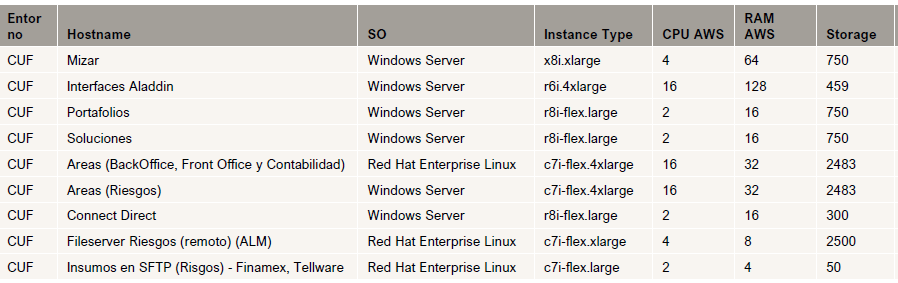 Entorno Hostname SO Instance Type CPU AWS RAM AWS Storage
CUF Mizar Windows Server x8i.xlarge 4 64 750
CUF Interfaces Aladdin Windows Server r6i.4xlarge 16 128 459
CUF Portafolios Windows Server r8i-flex.large 2 16 750
CUF Soluciones Windows Server r8i-flex.large 2 16 750
CUF Areas (BackOffice, Front Office y Contabilidad) Red Hat Enterprise Linux c7i-flex.4xlarge 16 32 2483
CUF Areas (Riesgos) Windows Server c7i-flex.4xlarge 16 32 2483
CUF Connect Direct Windows Server r8i-flex.large 2 16 300
CUF Fileserver Riesgos (remoto) (ALM) Red Hat Enterprise Linux c7i-flex.xlarge 4 8 2500
CUF Insumos en SFTP (Risgos) - Finamex, Tellware Red Hat Enterprise Linux c7i-flex.large 2 4 50